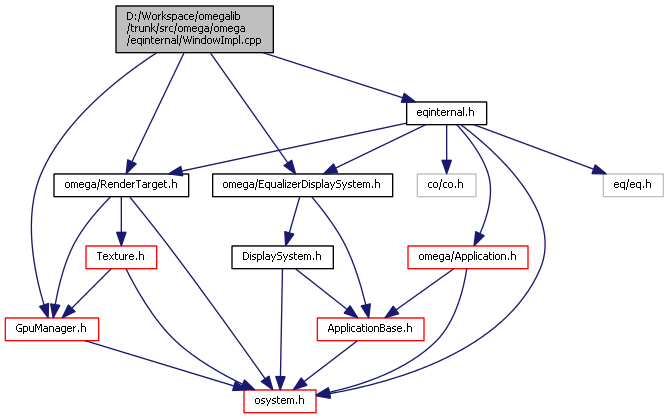 D:/Workspace/omegalib
/trunk/src/omega/omega
/eqinternal/WindowImpl.cpp
eqinternal.h
omega/RenderTarget.h
omega/EqualizerDisplaySystem.h
co/co.h
eq/eq.h
Texture.h
DisplaySystem.h
omega/Application.h
GpuManager.h
ApplicationBase.h
osystem.h